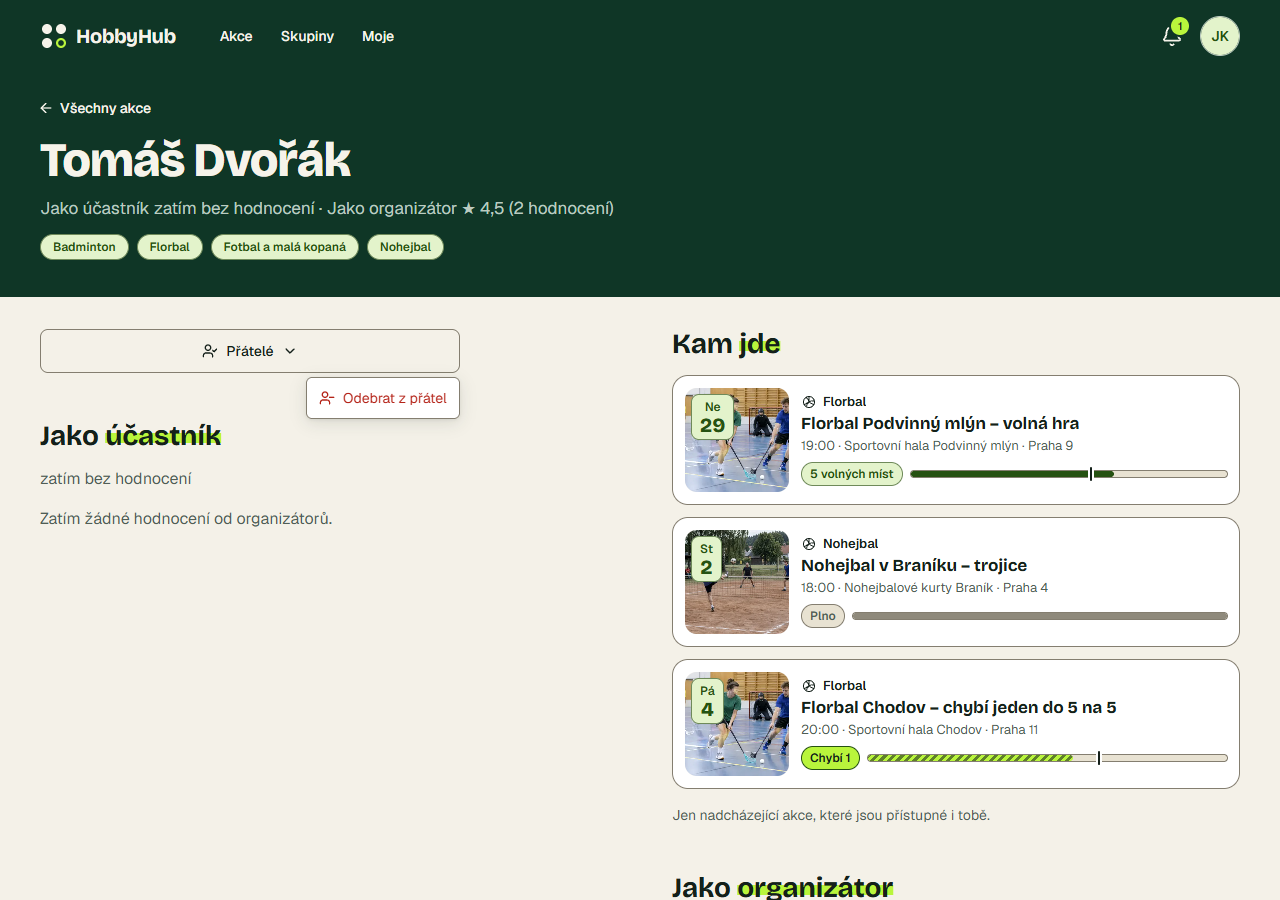 HobbyHub
Akce
Skupiny
Moje
1
JK
Všechny akce
Tomáš Dvořák
Jako účastník zatím bez hodnocení · Jako organizátor ★ 4,5 (2 hodnocení)
Badminton
Florbal
Fotbal a malá kopaná
Nohejbal
Přátelé
Odebrat z přátel
Jako účastník
zatím bez hodnocení
Zatím žádné hodnocení od organizátorů.
Kam jde
Ne
29
Florbal
Florbal Podvinný mlýn – volná hra
19:00 · Sportovní hala Podvinný mlýn · Praha 9
5 volných míst
St
2
Nohejbal
Nohejbal v Braníku – trojice
18:00 · Nohejbalové kurty Braník · Praha 4
Plno
Pá
4
Florbal
Florbal Chodov – chybí jeden do 5 na 5
20:00 · Sportovní hala Chodov · Praha 11
Chybí 1
Jen nadcházející akce, které jsou přístupné i tobě.
Jako organizátor